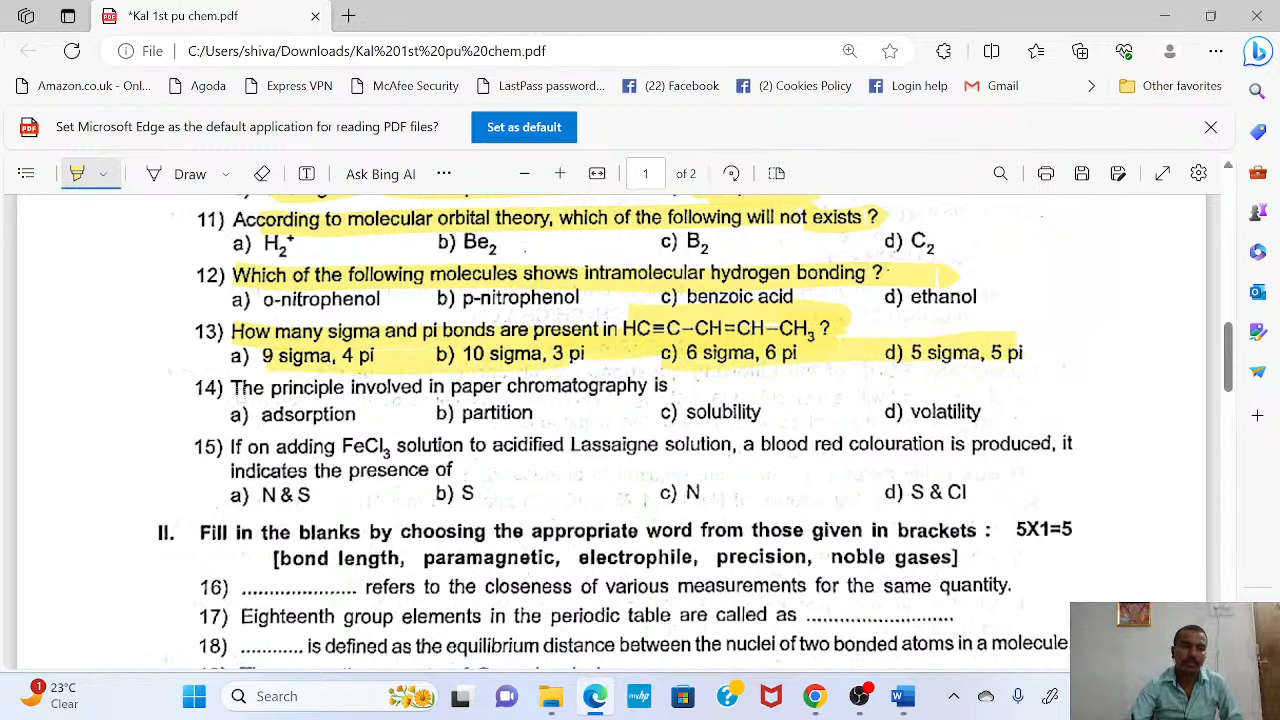 *Kal 1st pu chem.pdf
File C:/Users/shiva/Downloads/Kal%201st%20pu%20chem.pdf
Amazon.co.uk - Onl... Agoda Express VPN McAfee Security LastPass password... (22) Facebook (2) Cookies Policy Login help Gmail Other favorites
Set Microsoft Edge as the default application for reading PDF files? Set as default
Draw Ask Bing AI 1 of 2
11) According to molecular orbital theory, which of the following will not exists ?
a) H₂⁺ b) Be₂ c) B₂ d) C₂
12) Which of the following molecules shows intramolecular hydrogen bonding ?
a) o-nitrophenol b) p-nitrophenol c) benzoic acid d) ethanol
13) How many sigma and pi bonds are present in HC≡C−CH=CH−CH₃ ?
a) 9 sigma, 4 pi b) 10 sigma, 3 pi c) 6 sigma, 6 pi d) 5 sigma, 5 pi
14) The principle involved in paper chromatography is
a) adsorption b) partition c) solubility d) volatility
15) If on adding FeCl₃ solution to acidified Lassaigne solution, a blood red colouration is produced, it
indicates the presence of
a) N & S b) S c) N d) S & Cl
II. Fill in the blanks by choosing the appropriate word from those given in brackets : 5X1=5
[bond length, paramagnetic, electrophile, precision, noble gases]
16) ..................... refers to the closeness of various measurements for the same quantity.
17) Eighteenth group elements in the periodic table are called as ..........................
18) ............ is defined as the equilibrium distance between the nuclei of two bonded atoms in a molecule
1 23°C
Clear
Search
myhp